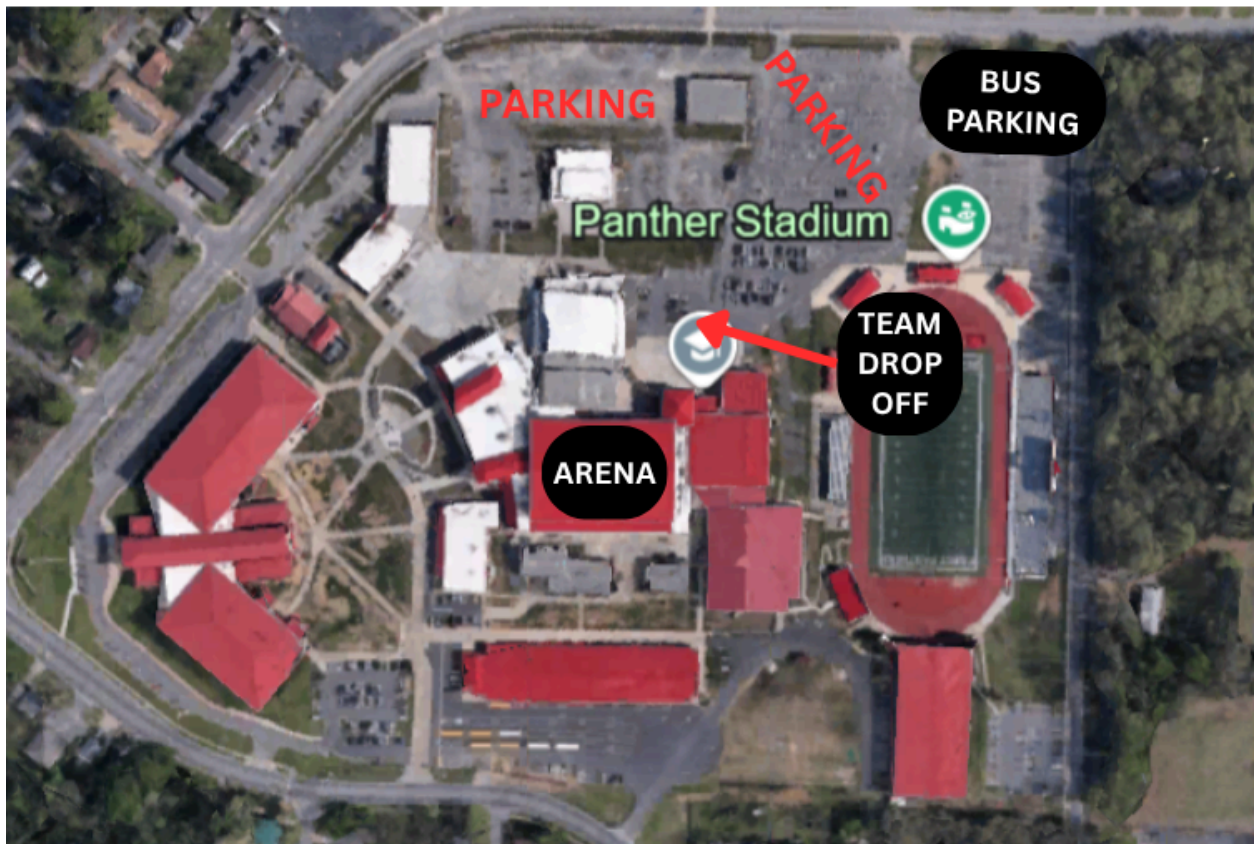 PARKING
PARKING
BUS
PARKING
Panther Stadium
TEAM
DROP
OFF
ARENA